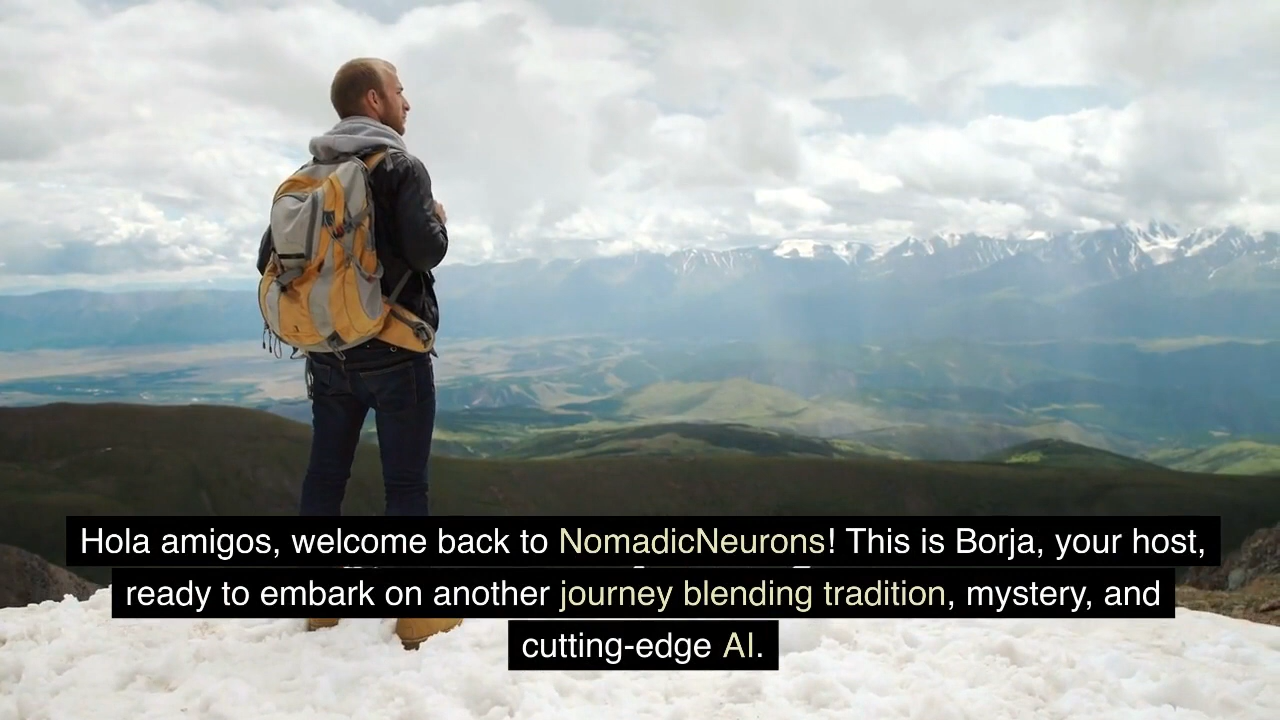 Hola amigos, welcome back to NomadicNeurons! This is Borja, your host,
ready to embark on another journey blending tradition, mystery, and
cutting-edge AI.